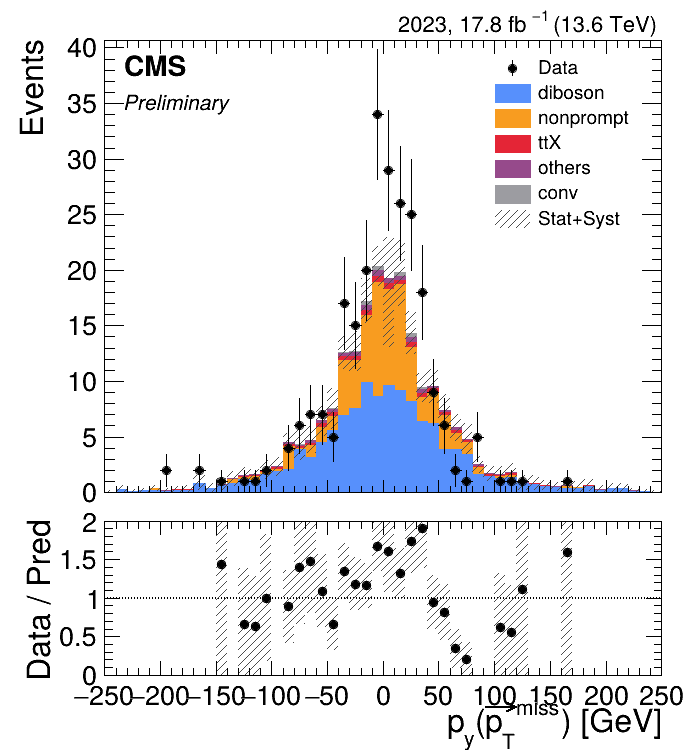 2023, 17.8 fb⁻¹ (13.6 TeV)
Events
40
35
30
25
20
15
10
5
0
CMS
Preliminary
Data
diboson
nonprompt
ttX
others
conv
Stat+Syst
Data / Pred
2
1.5
1
0.5
0
−250 −200 −150 −100 −50 0 50 100 150 200 250
p_y(p_T^miss) [GeV]